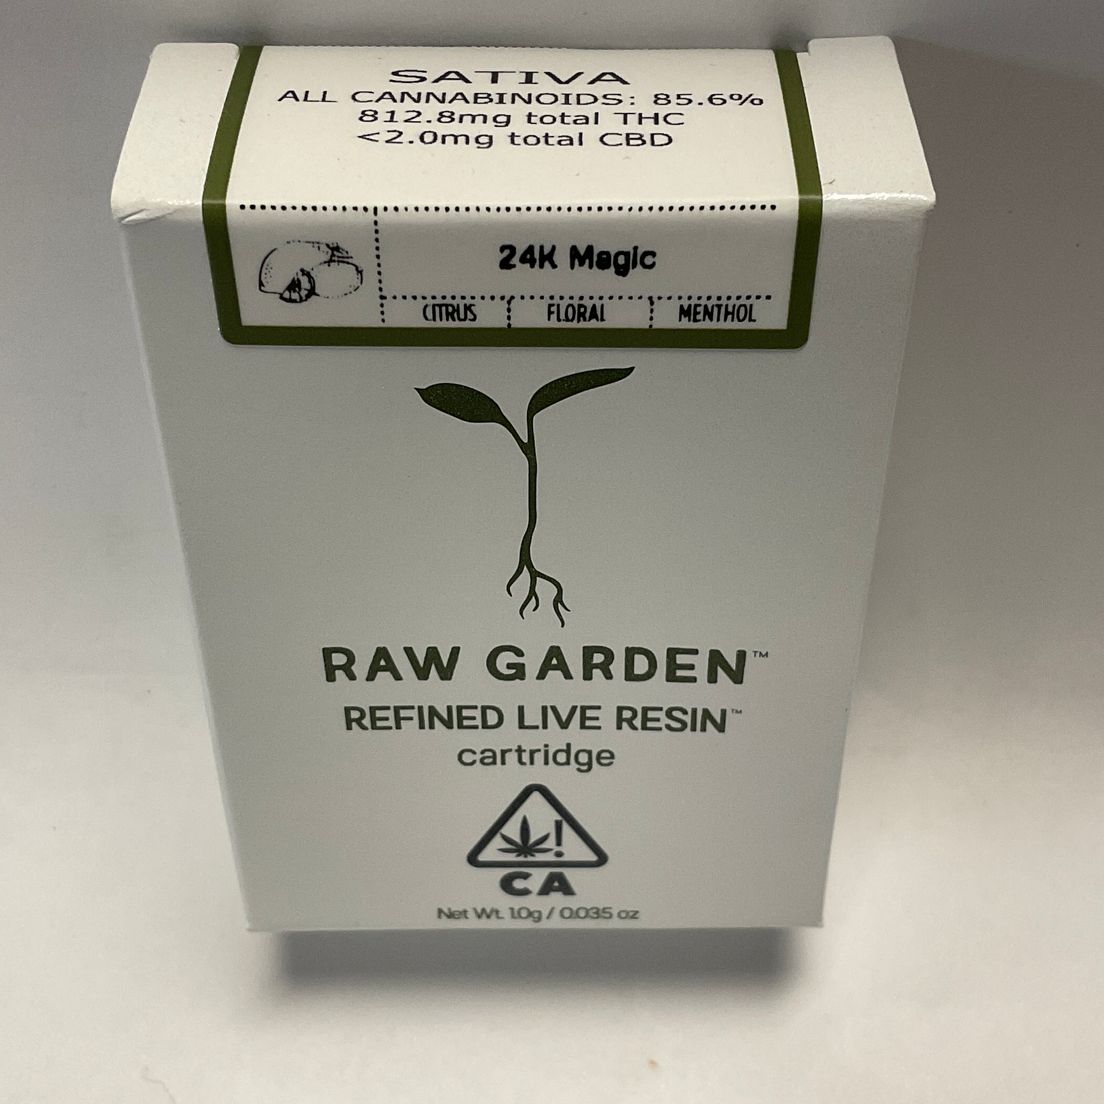 SATIVA
ALL CANNABINOIDS: 85.6%
812.8mg total THC
<2.0mg total CBD
24K Magic
CITRUS FLORAL MENTHOL
RAW GARDEN™
REFINED LIVE RESIN™
cartridge
!
CA
Net Wt. 1.0g / 0.035 oz